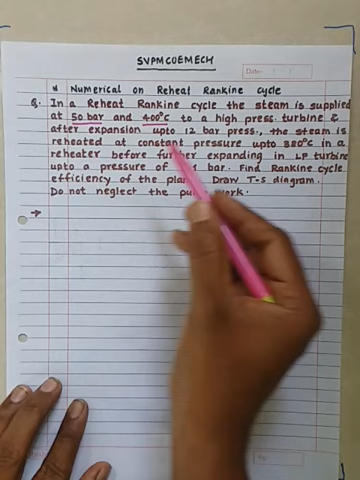 SVPMCOEMECH
Date:
* Numerical on Reheat Rankine Cycle
Q. In a Reheat Rankine cycle the steam is supplied
at 50 bar and 400°C to a high press. turbine &
after expansion upto 12 bar press., the steam is
reheated at constant pressure upto 380°C in a
reheater before further expanding in LP turbine
upto a pressure of bar. Find Rankine cycle
efficiency of the Draw T-S diagram.
Do not neglect the work.
→